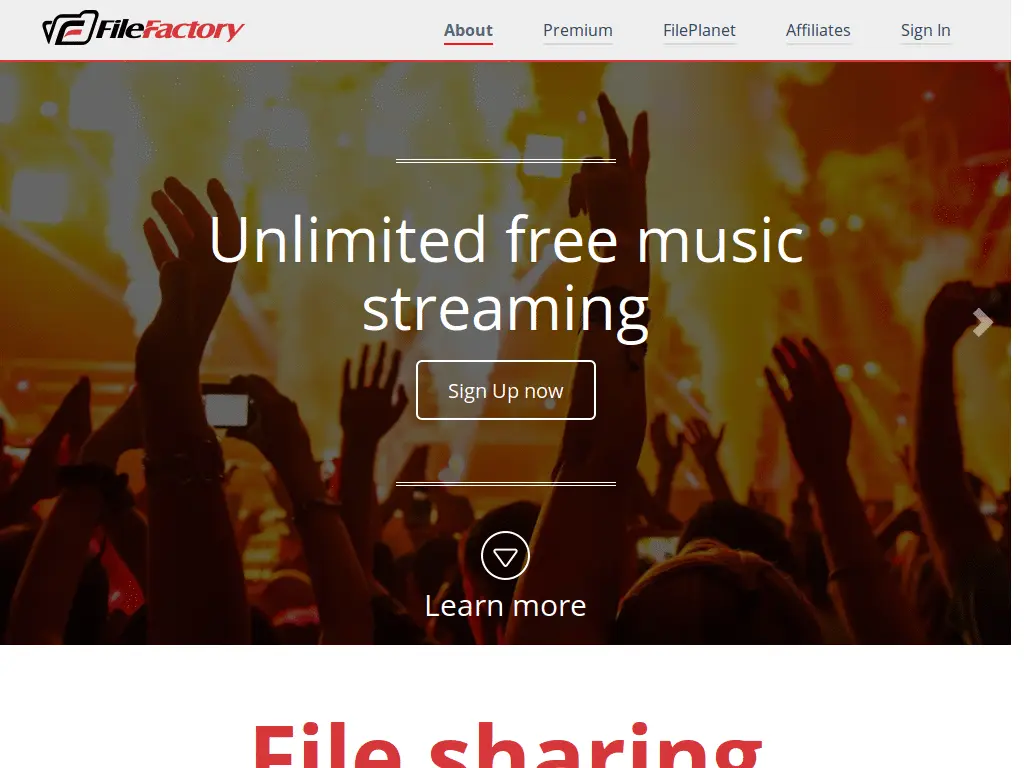 FileFactory
About Premium FilePlanet Affiliates Sign In
Unlimited free music
streaming
Sign Up now
Learn more
File sharing